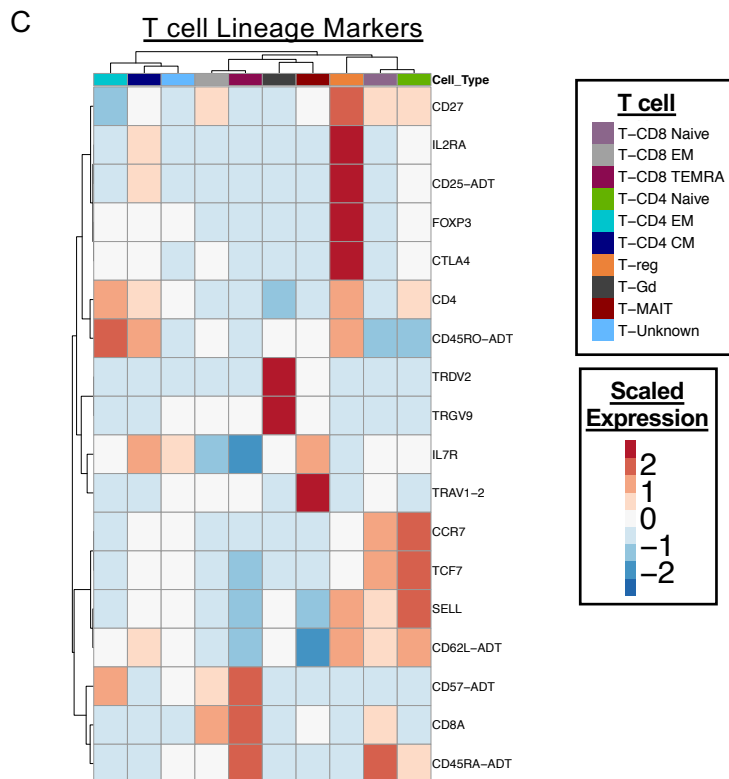 C
T cell Lineage Markers
Cell_Type
CD27
IL2RA
CD25−ADT
FOXP3
CTLA4
CD4
CD45RO−ADT
TRDV2
TRGV9
IL7R
TRAV1−2
CCR7
TCF7
SELL
CD62L−ADT
CD57−ADT
CD8A
CD45RA−ADT
T cell
T−CD8 Naive
T−CD8 EM
T−CD8 TEMRA
T−CD4 Naive
T−CD4 EM
T−CD4 CM
T−reg
T−Gd
T−MAIT
T−Unknown
Scaled
Expression
2
1
0
−1
−2